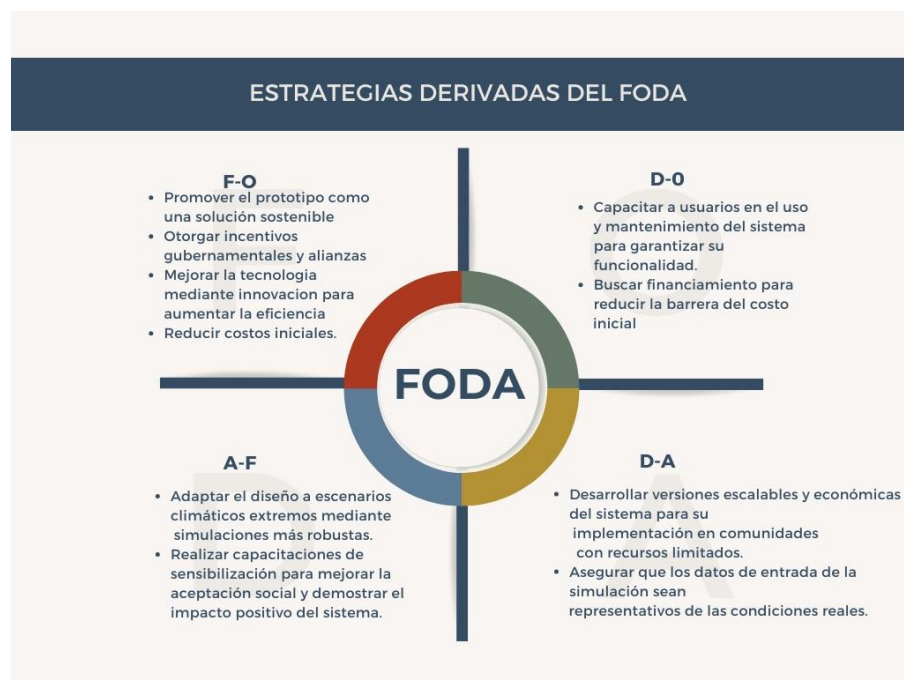 ESTRATEGIAS DERIVADAS DEL FODA
F-O
• Promover el prototipo como
una solución sostenible
• Otorgar incentivos
gubernamentales y alianzas
• Mejorar la tecnologia
mediante innovacion para
aumentar la eficiencia
• Reducir costos iniciales.
D-0
• Capacitar a usuarios en el uso
y mantenimiento del sistema
para garantizar su
funcionalidad.
• Buscar financiamiento para
reducir la barrera del costo
inicial
FODA
A-F
• Adaptar el diseño a escenarios
climáticos extremos mediante
simulaciones más robustas.
• Realizar capacitaciones de
sensibilización para mejorar la
aceptación social y demostrar el
impacto positivo del sistema.
D-A
• Desarrollar versiones escalables y económicas
del sistema para su
implementación en comunidades
con recursos limitados.
• Asegurar que los datos de entrada de la
simulación sean
representativos de las condiciones reales.
F
O
D
A